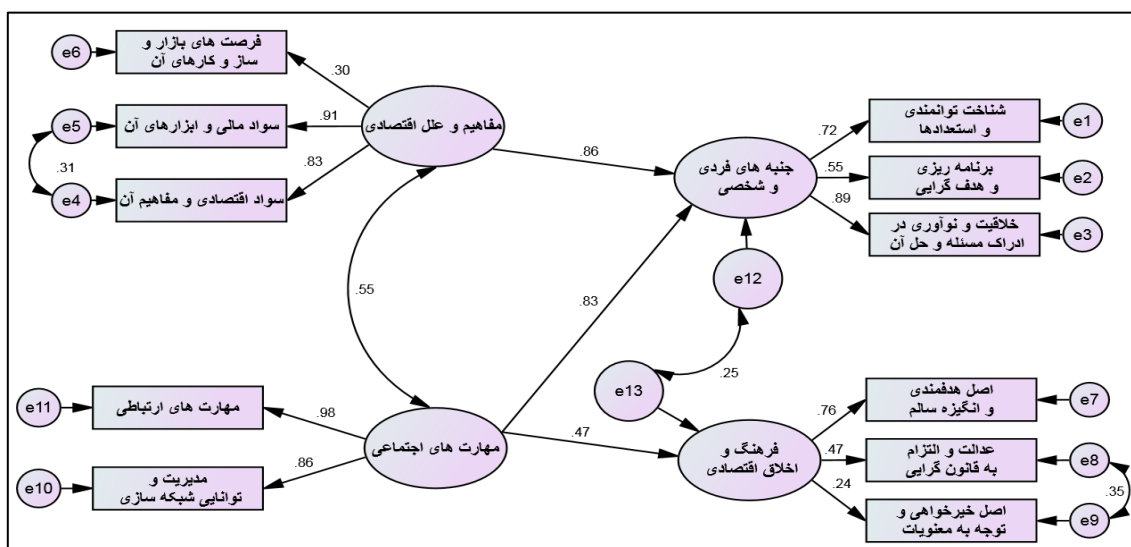 e6
فرصت های بازار و
ساز و کارهای آن
.30
e5
سواد مالی و ابزارهای آن
.91
مفاهیم و علل اقتصادی
.31
.83
e4
سواد اقتصادی و مفاهیم آن
.86
جنبه های فردی
و شخصی
.72
شناخت توانمندی
و استعدادها
e1
.55
برنامه ریزی
و هدف گرایی
e2
.89
خلاقیت و نوآوری در
ادراک مسئله و حل آن
e3
e12
.55
.83
.25
e13
e11
مهارت های ارتباطی
.98
مهارت های اجتماعی
.86
e10
مدیریت و
توانایی شبکه سازی
.47
فرهنگ و
اخلاق اقتصادی
.76
اصل هدفمندی
و انگیزه سالم
e7
.47
عدالت و التزام
به قانون گرایی
e8
.24
.35
اصل خیرخواهی و
توجه به معنویات
e9